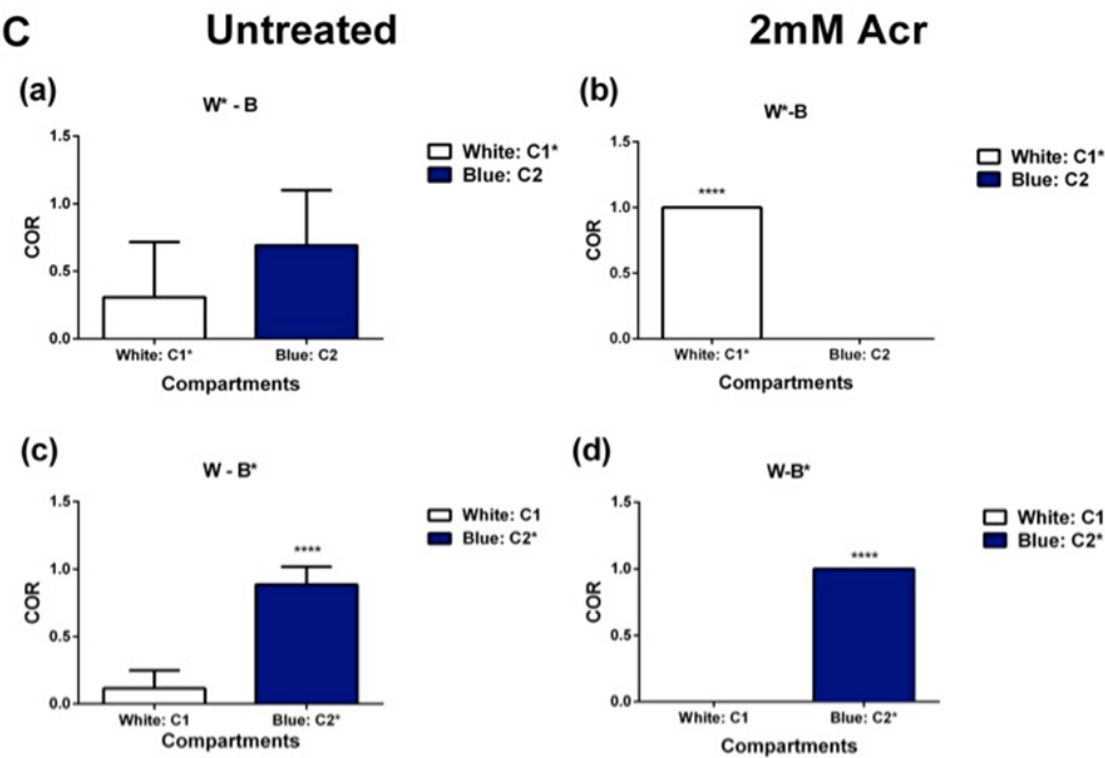 C Untreated 2mM Acr
(a) (b)
W* - B
W*-B
1.5
1.0
0.5
0.0
COR
White: C1* Blue: C2
Compartments
White: C1*
Blue: C2
1.5
1.0
0.5
0.0
COR
****
White: C1* Blue: C2
Compartments
White: C1*
Blue: C2
(c) (d)
W - B*
W-B*
1.5
1.0
0.5
0.0
COR
****
White: C1 Blue: C2*
Compartments
White: C1
Blue: C2*
1.5
1.0
0.5
0.0
COR
****
White: C1 Blue: C2*
Compartments
White: C1
Blue: C2*